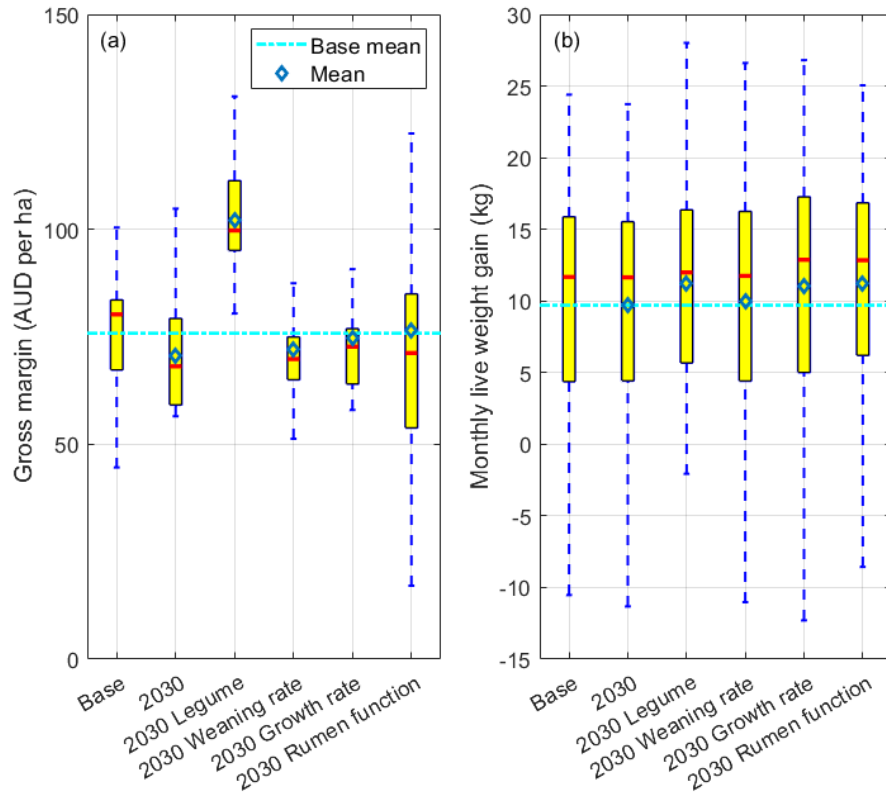 (a)
Base mean
Mean
Gross margin (AUD per ha)
150
100
50
0
Base
2030
2030 Legume
2030 Weaning rate
2030 Growth rate
2030 Rumen function
(b)
Monthly live weight gain (kg)
30
25
20
15
10
5
0
-5
-10
-15
Base
2030
2030 Legume
2030 Weaning rate
2030 Growth rate
2030 Rumen function